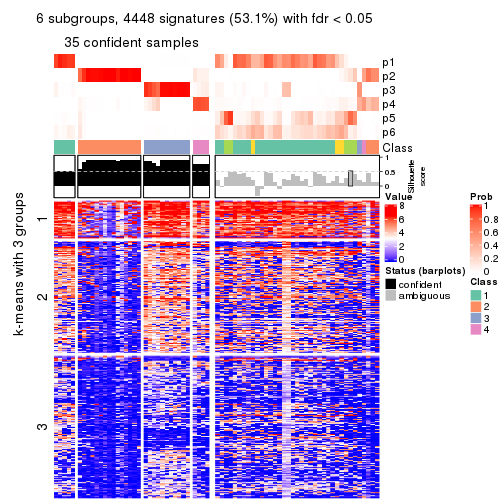 6 subgroups, 4448 signatures (53.1%) with fdr < 0.05
35 confident samples
p1
p2
p3
p4
p5
p6
Class
1
0.5
0
Silhouette
score
k-means with 3 groups
1
2
3
Value
8
6
4
2
0
Status (barplots)
confident
ambiguous
Prob
1
0.8
0.6
0.4
0.2
0
Class
1
2
3
4